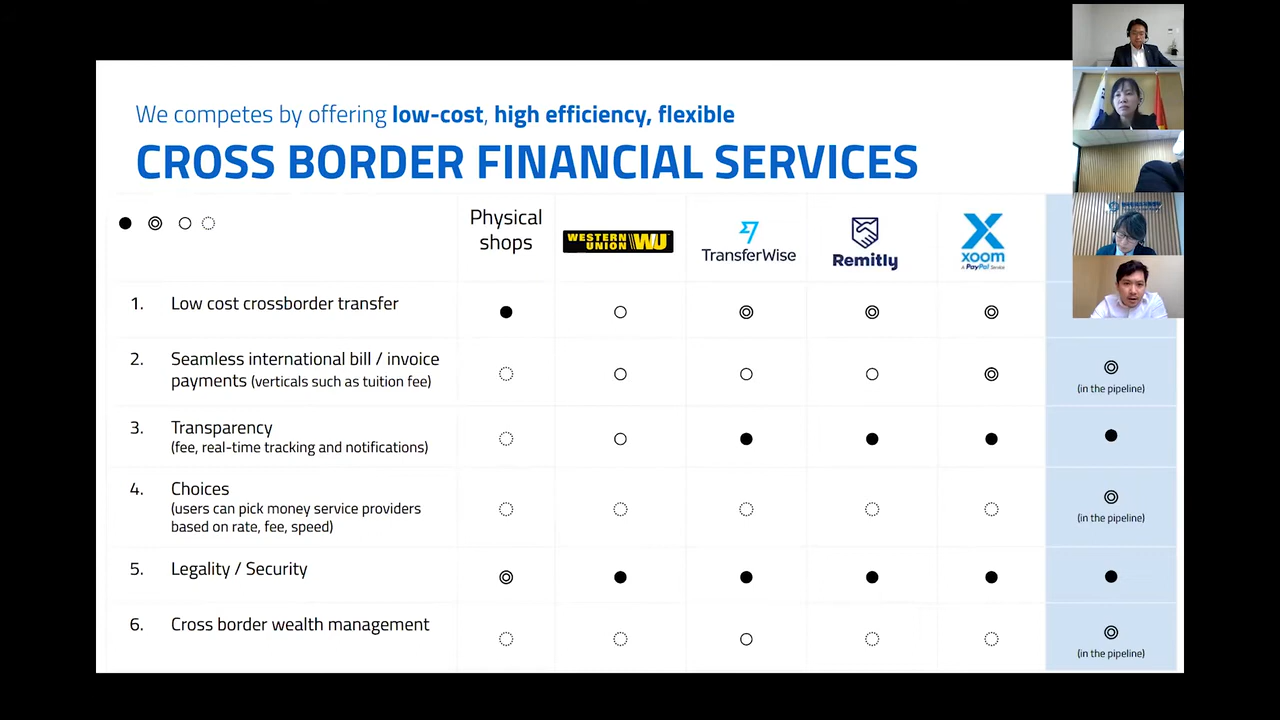 We competes by offering low-cost, high efficiency, flexible
CROSS BORDER FINANCIAL SERVICES
Physical
shops
WESTERN
UNION WU
TransferWise
Remitly
xoom
A PayPal Service
1. Low cost crossborder transfer
2. Seamless international bill / invoice
payments (verticals such as tuition fee)
(in the pipeline)
3. Transparency
(fee, real-time tracking and notifications)
4. Choices
(users can pick money service providers
based on rate, fee, speed)
(in the pipeline)
5. Legality / Security
6. Cross border wealth management
(in the pipeline)